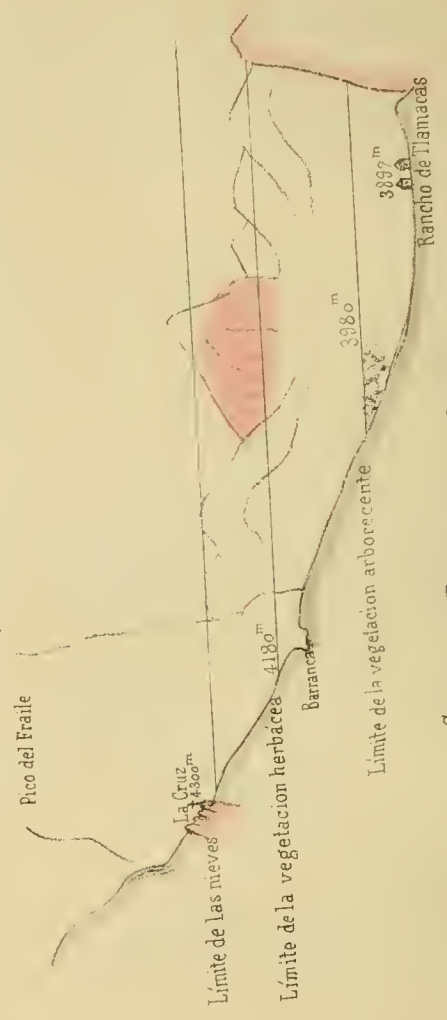 Pico del Fraile
La Cruz
4300m
Límite de las nieves
4180m
Límite de la vegetacion herbácea
Barranca
3980m
Límite de la vegetacion arborecente
3897m
Rancho de Tlamacas